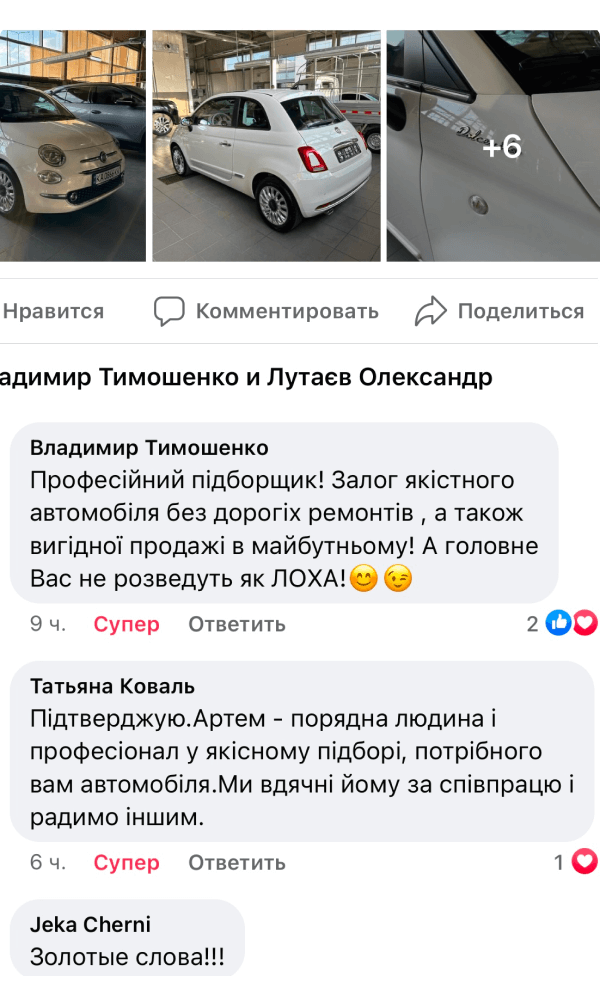 Dolce
+6
Нравится
Комментировать
Поделиться
адимир Тимошенко и Лутаєв Олександр
Владимир Тимошенко
Професійний підборщик! Залог якістного
автомобіля без дорогіх ремонтів , а також
вигідної продажі в майбутньому! А головне
Вас не розведуть як ЛОХА!😊😉
9 ч. Супер Ответить 2
Татьяна Коваль
Підтверджую.Артем - порядна людина і
професіонал у якісному підборі, потрібного
вам автомобіля.Ми вдячні йому за співпрацю і
радимо іншим.
6 ч. Супер Ответить 1
Jeka Cherni
Золотые слова!!!